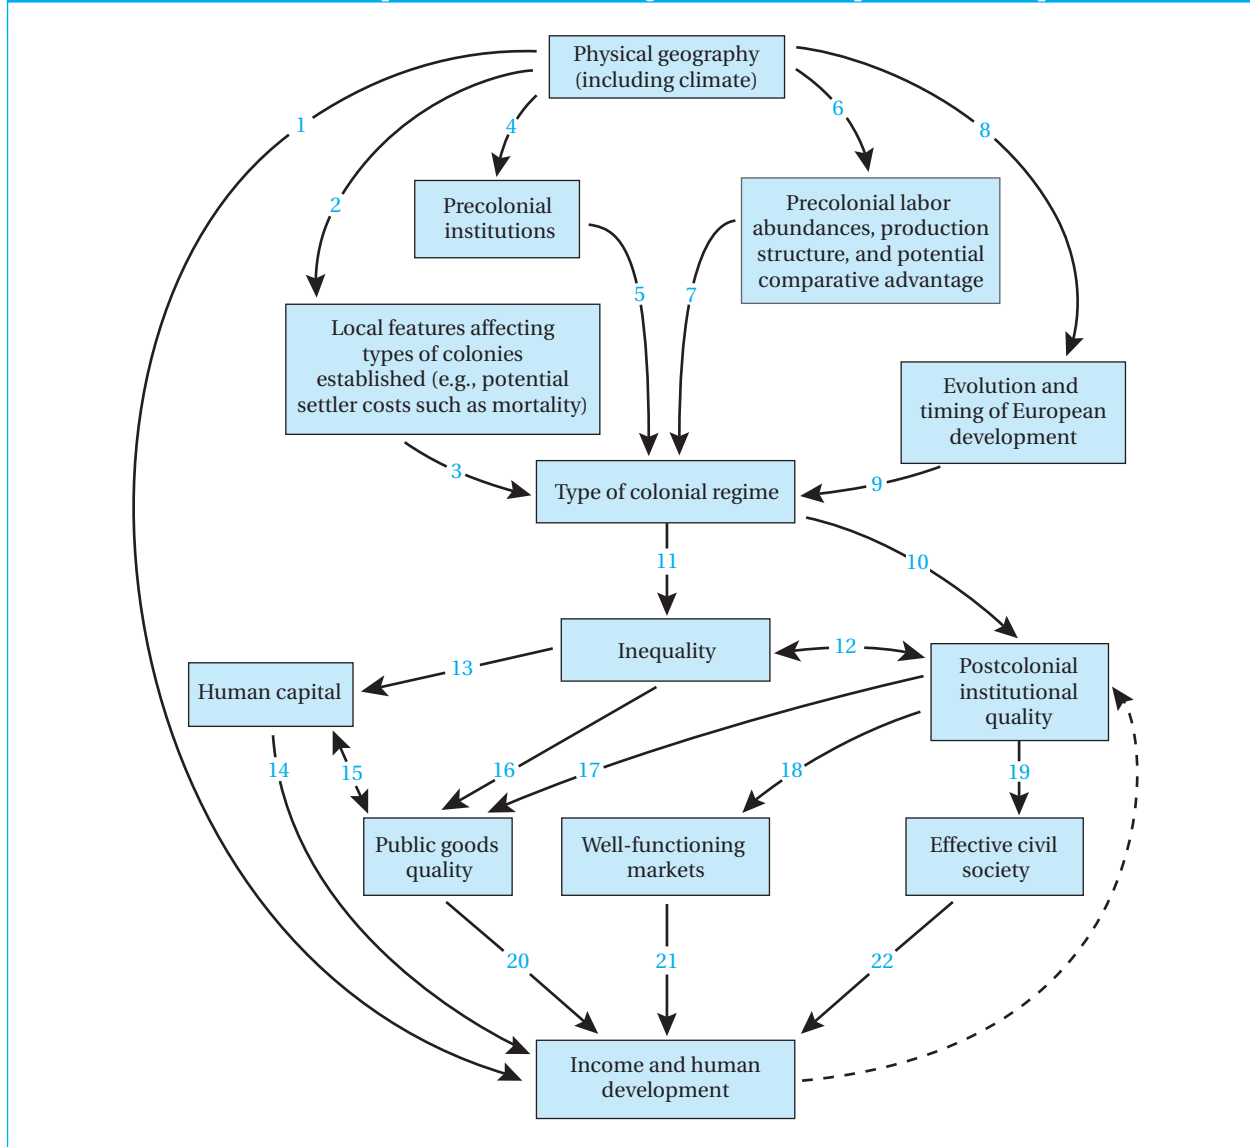 Physical geography
(including climate)
1
4
6
8
2
Precolonial
institutions
Precolonial labor
abundances, production
structure, and potential
comparative advantage
5
7
Local features affecting
types of colonies
established (e.g., potential
settler costs such as mortality)
Evolution and
timing of European
development
3
9
Type of colonial regime
11
10
Inequality
12
Postcolonial
institutional
quality
13
Human capital
14
15
16
17
18
19
Public goods
quality
Well-functioning
markets
Effective civil
society
20
21
22
Income and human
development